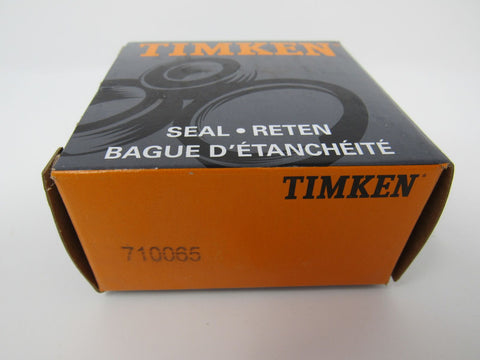 TIMKEN
SEAL • RETEN
BAGUE D'ÉTANCHÉITÉ
TIMKEN
710065